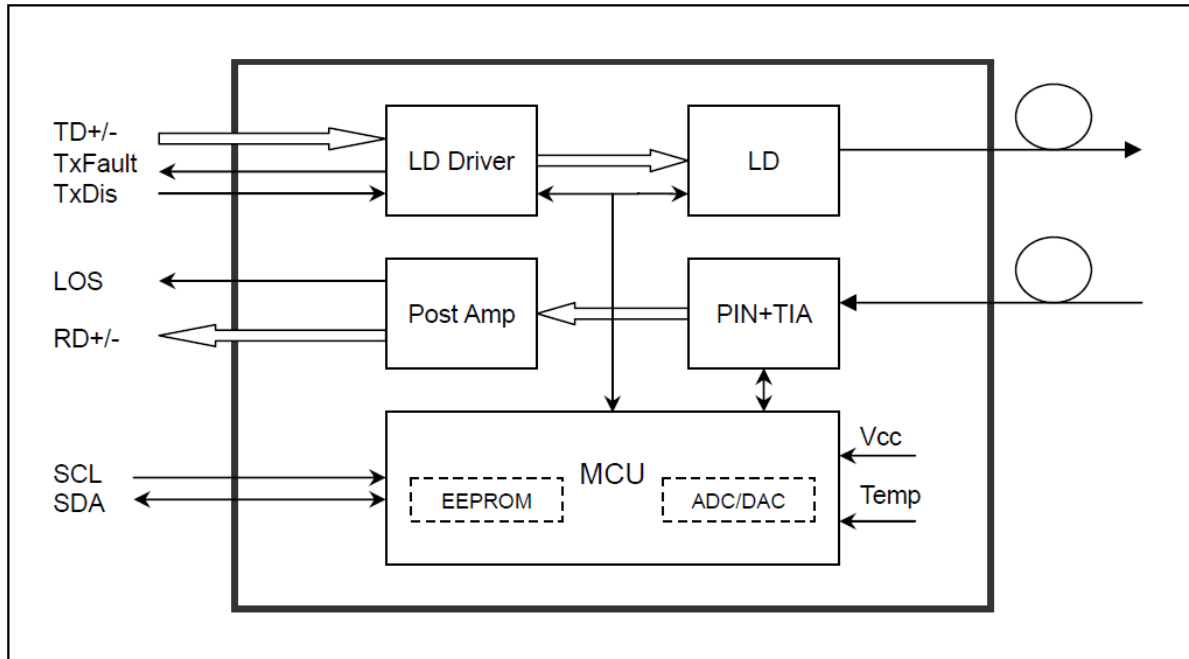 TD+/-
TxFault
TxDis
LD Driver
LD
LOS
RD+/-
Post Amp
PIN+TIA
SCL
SDA
MCU
EEPROM
ADC/DAC
Vcc
Temp